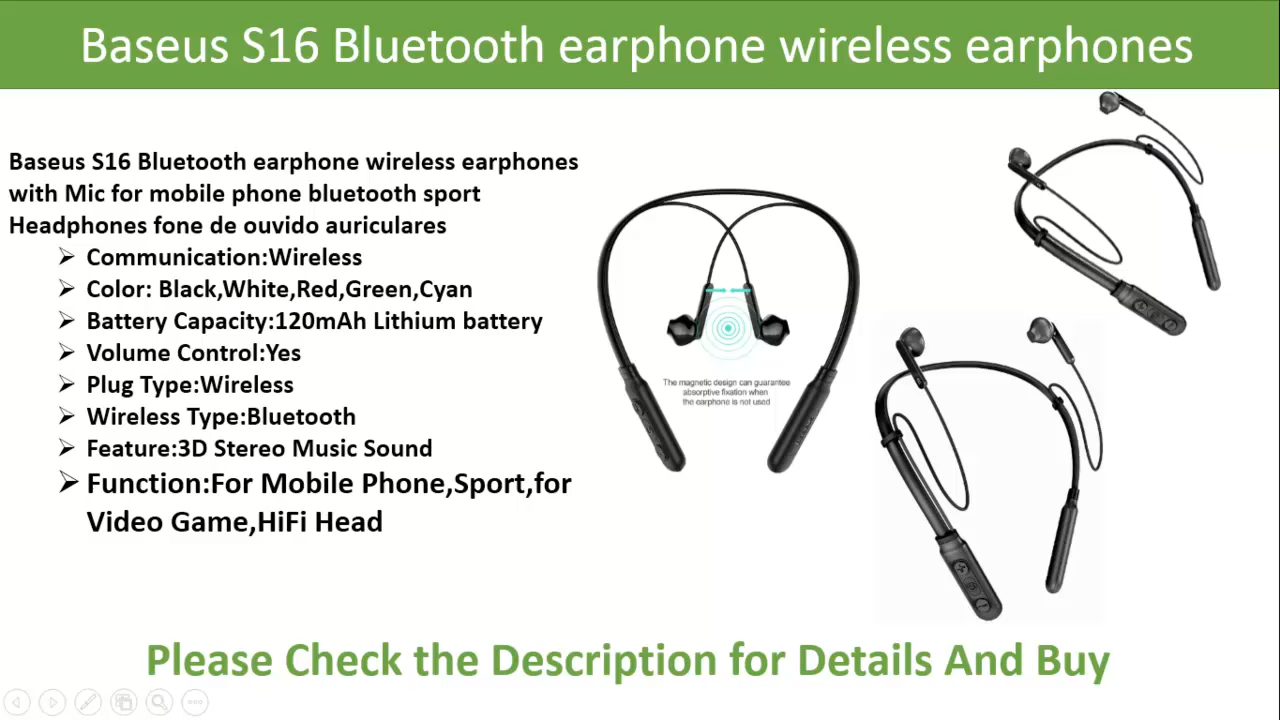 Baseus S16 Bluetooth earphone wireless earphones
Baseus S16 Bluetooth earphone wireless earphones
with Mic for mobile phone bluetooth sport
Headphones fone de ouvido auriculares
Communication:Wireless
Color: Black,White,Red,Green,Cyan
Battery Capacity:120mAh Lithium battery
Volume Control:Yes
Plug Type:Wireless
Wireless Type:Bluetooth
Feature:3D Stereo Music Sound
Function:For Mobile Phone,Sport,for
Video Game,HiFi Head
The magnetic design can guarantee
absorptive fixation when
the earphone is not used
Please Check the Description for Details And Buy